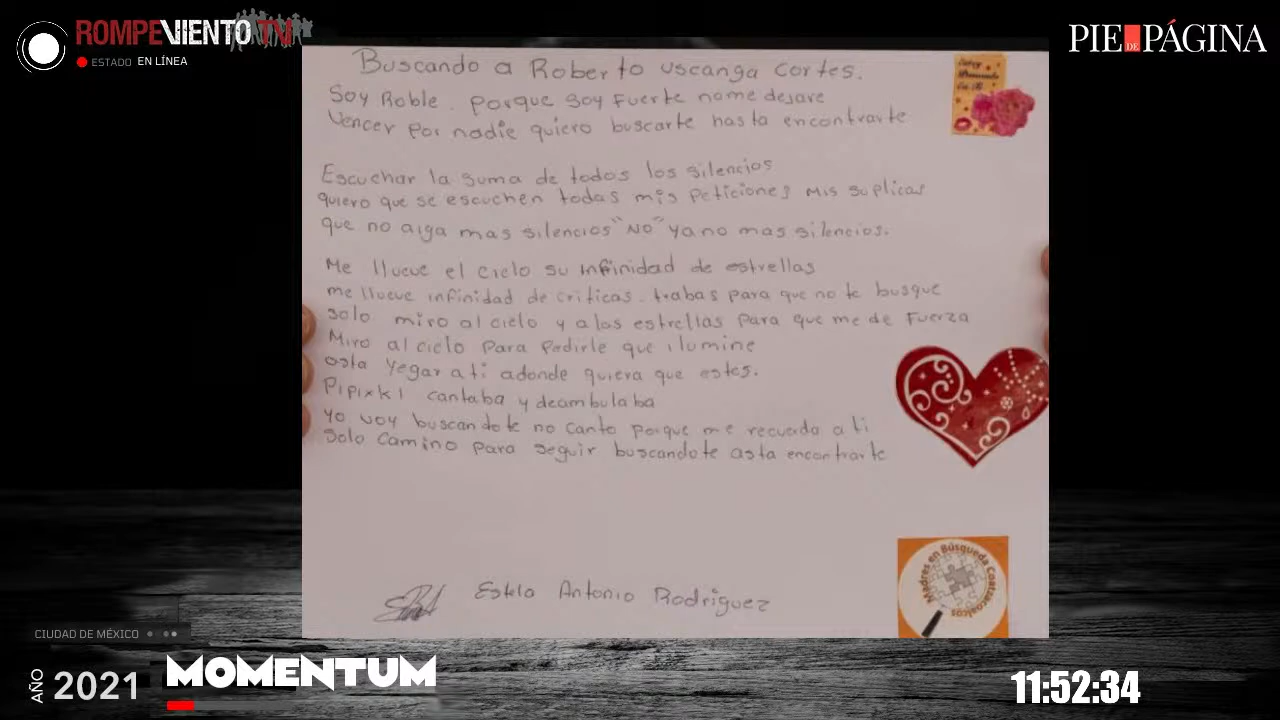 ROMPEVIENTO TV
ESTADO EN LÍNEA
PIE DE PÁGINA
Buscando a Roberto uscanga cortes.
Soy Roble. porque soy fuerte nome dejare
Vencer por nadie quiero buscarte hasta encontrarte
Escuchar la suma de todos los silencios
quiero que se escuchen todas mis peticiones mis suplicas
que no aiga mas silencios "NO" ya no mas silencios.
Me llueve el cielo su infinidad de estrellas
me llueve infinidad de criticas. trabas para que no te busque
solo miro al cielo y a las estrellas para que me de Fuerza
Miro al cielo para pedirle que ilumine
asta yegar a ti adonde quiera que estes.
Pipixki cantaba y deambulaba
Yo voy buscandote no canto porque me recuerda a ti
solo camino para seguir buscandote asta encontrarte
Estela Antonio Rodriguez
Madres en Búsqueda Coatzacoalcos
CIUDAD DE MÉXICO
AÑO 2021
MOMENTUM
11:52:34